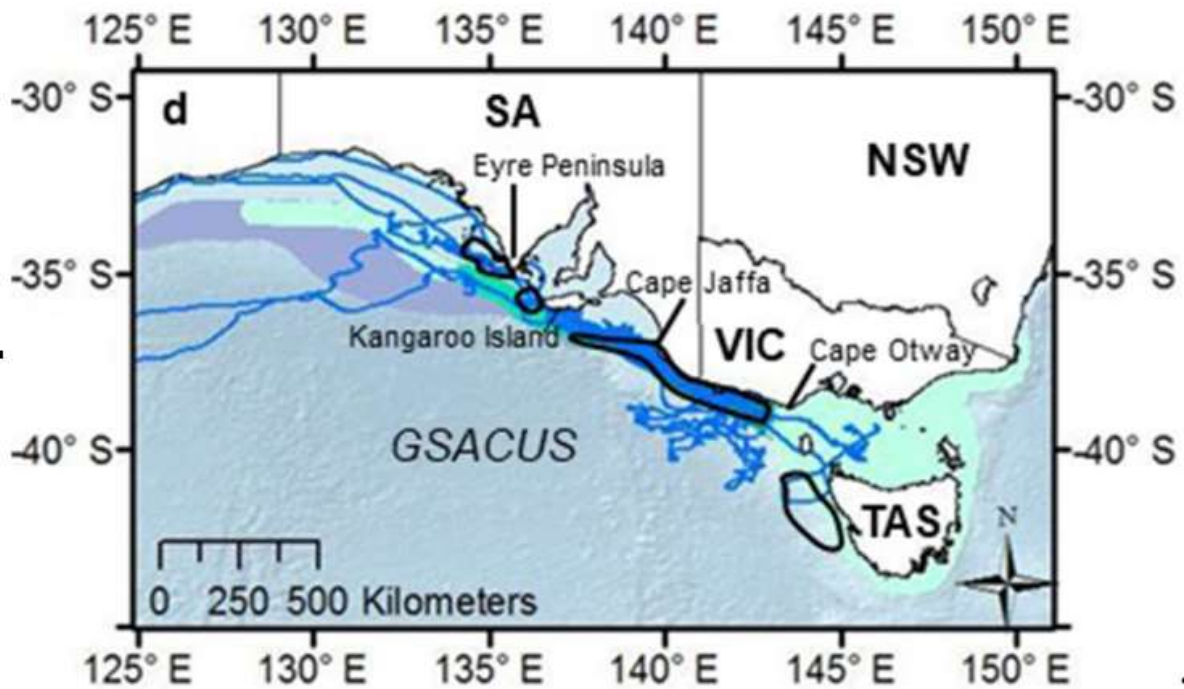 125° E 130° E 135° E 140° E 145° E 150° E
-30° S -30° S
d SA
Eyre Peninsula NSW
-35° S -35° S
Cape Jaffa
Kangaroo Island VIC Cape Otway
-40° S GSACUS -40° S
TAS N
0 250 500 Kilometers
125° E 130° E 135° E 140° E 145° E 150° E